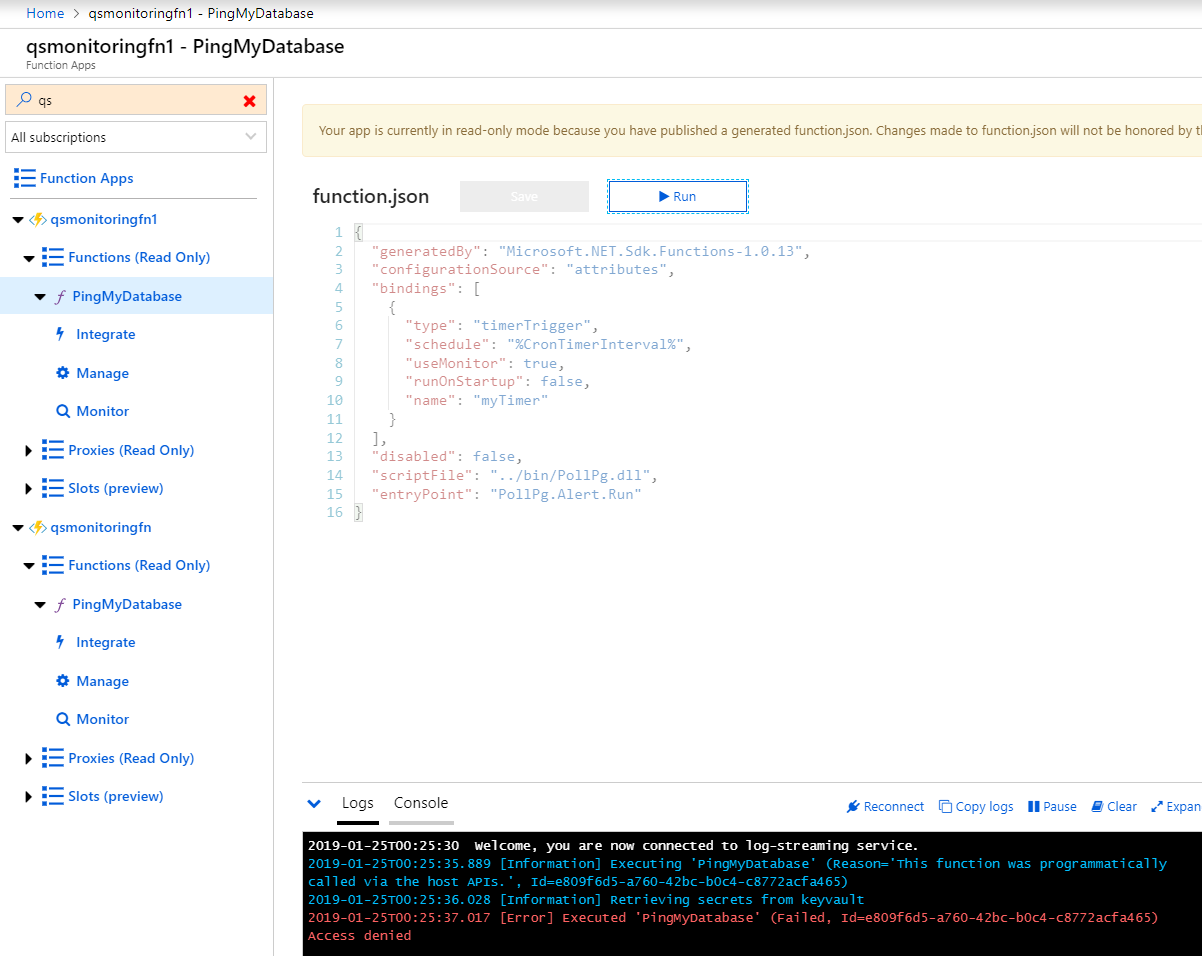 Home > qsmonitoringfn1 - PingMyDatabase
qsmonitoringfn1 - PingMyDatabase
Function Apps
qs
All subscriptions
Function Apps
qsmonitoringfn1
Functions (Read Only)
PingMyDatabase
Integrate
Manage
Monitor
Proxies (Read Only)
Slots (preview)
qsmonitoringfn
Functions (Read Only)
PingMyDatabase
Integrate
Manage
Monitor
Proxies (Read Only)
Slots (preview)
Your app is currently in read-only mode because you have published a generated function.json. Changes made to function.json will not be honored by
function.json Save Run
1 {
2 "generatedBy": "Microsoft.NET.Sdk.Functions-1.0.13",
3 "configurationSource": "attributes",
4 "bindings": [
5 {
6 "type": "timerTrigger",
7 "schedule": "%CronTimerInterval%",
8 "useMonitor": true,
9 "runOnStartup": false,
10 "name": "myTimer"
11 }
12 ],
13 "disabled": false,
14 "scriptFile": "../bin/PollPg.dll",
15 "entryPoint": "PollPg.Alert.Run"
16 }
Logs Console Reconnect Copy logs Pause Clear Expan
2019-01-25T00:25:30 Welcome, you are now connected to log-streaming service.
2019-01-25T00:25:35.889 [Information] Executing 'PingMyDatabase' (Reason='This function was programmatically
called via the host APIs.', Id=e809f6d5-a760-42bc-b0c4-c8772acfa465)
2019-01-25T00:25:36.028 [Information] Retrieving secrets from keyvault
2019-01-25T00:25:37.017 [Error] Executed 'PingMyDatabase' (Failed, Id=e809f6d5-a760-42bc-b0c4-c8772acfa465)
Access denied